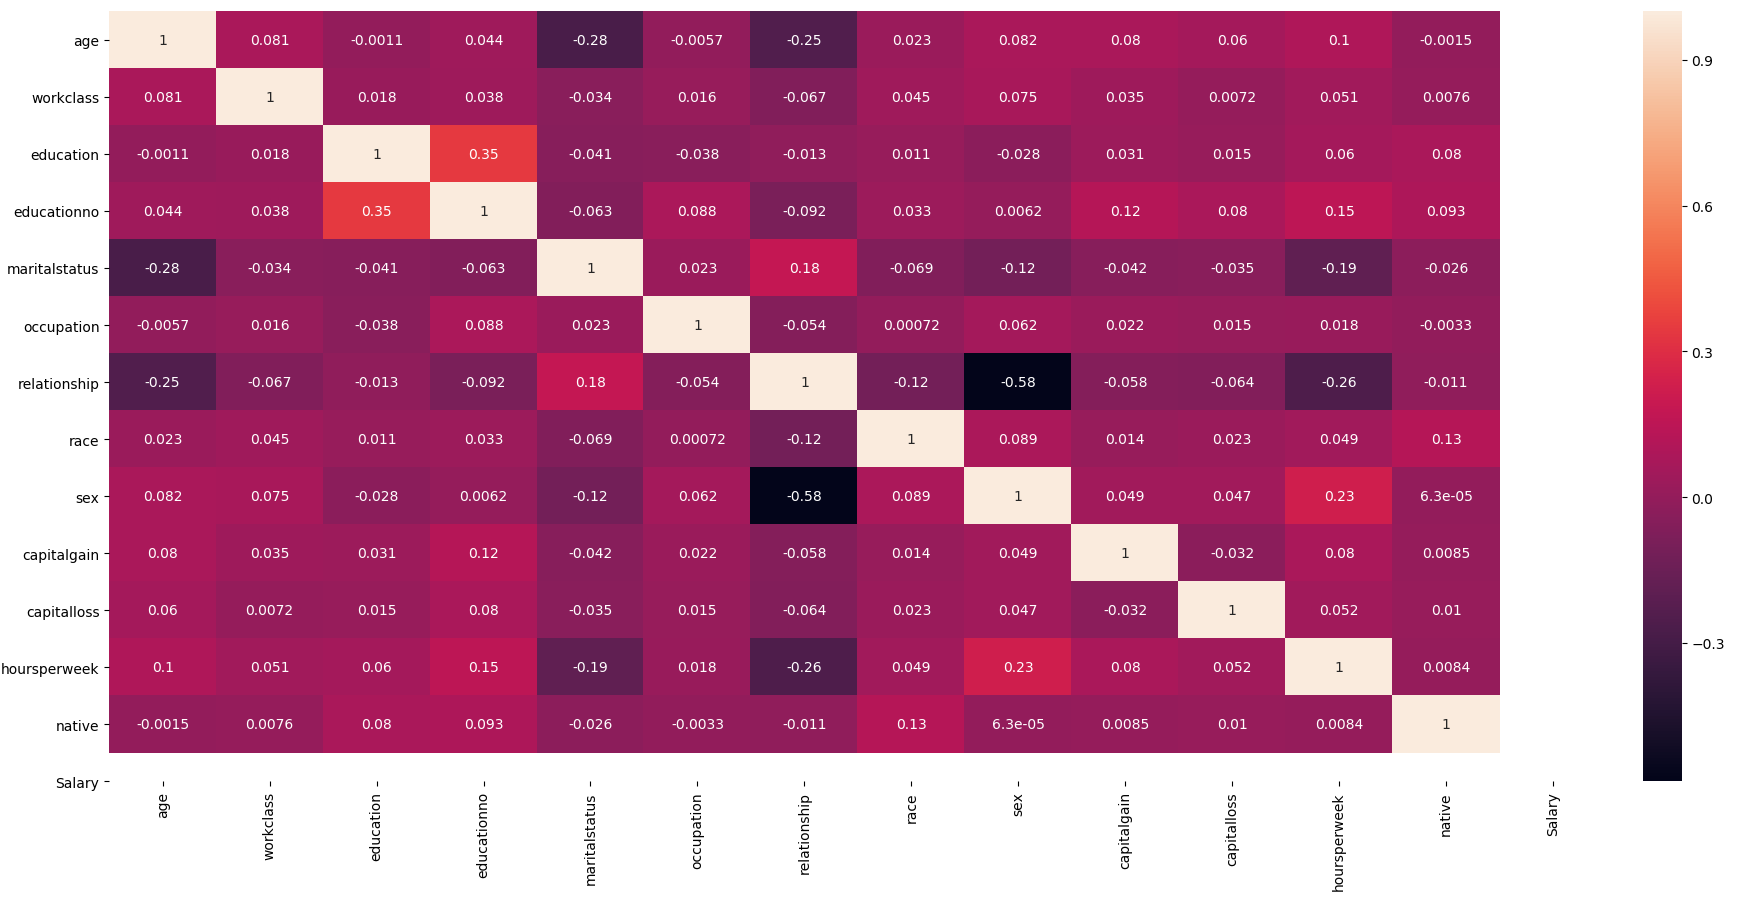 age 1 0.081 -0.0011 0.044 -0.28 -0.0057 -0.25 0.023 0.082 0.08 0.06 0.1 -0.0015
workclass 0.081 1 0.018 0.038 -0.034 0.016 -0.067 0.045 0.075 0.035 0.0072 0.051 0.0076
education -0.0011 0.018 1 0.35 -0.041 -0.038 -0.013 0.011 -0.028 0.031 0.015 0.06 0.08
educationno 0.044 0.038 0.35 1 -0.063 0.088 -0.092 0.033 0.0062 0.12 0.08 0.15 0.093
maritalstatus -0.28 -0.034 -0.041 -0.063 1 0.023 0.18 -0.069 -0.12 -0.042 -0.035 -0.19 -0.026
occupation -0.0057 0.016 -0.038 0.088 0.023 1 -0.054 0.00072 0.062 0.022 0.015 0.018 -0.0033
relationship -0.25 -0.067 -0.013 -0.092 0.18 -0.054 1 -0.12 -0.58 -0.058 -0.064 -0.26 -0.011
race 0.023 0.045 0.011 0.033 -0.069 0.00072 -0.12 1 0.089 0.014 0.023 0.049 0.13
sex 0.082 0.075 -0.028 0.0062 -0.12 0.062 -0.58 0.089 1 0.049 0.047 0.23 6.3e-05
capitalgain 0.08 0.035 0.031 0.12 -0.042 0.022 -0.058 0.014 0.049 1 -0.032 0.08 0.0085
capitalloss 0.06 0.0072 0.015 0.08 -0.035 0.015 -0.064 0.023 0.047 -0.032 1 0.052 0.01
hoursperweek 0.1 0.051 0.06 0.15 -0.19 0.018 -0.26 0.049 0.23 0.08 0.052 1 0.0084
native -0.0015 0.0076 0.08 0.093 -0.026 -0.0033 -0.011 0.13 6.3e-05 0.0085 0.01 0.0084 1
Salary
age workclass education educationno maritalstatus occupation relationship race sex capitalgain capitalloss hoursperweek native Salary
0.9
0.6
0.3
0.0
−0.3